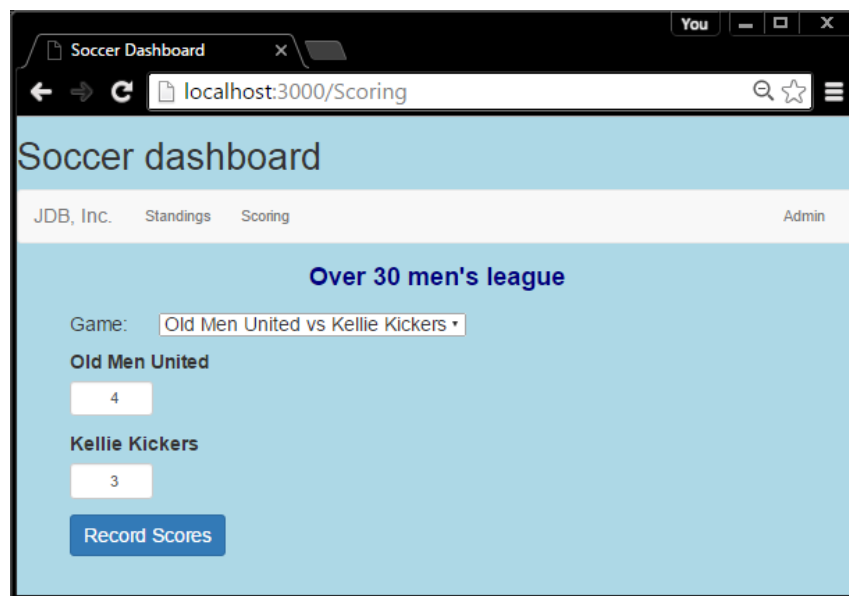 You
Soccer Dashboard
localhost:3000/Scoring
Soccer dashboard
JDB, Inc. Standings Scoring Admin
Over 30 men's league
Game: Old Men United vs Kellie Kickers
Old Men United
4
Kellie Kickers
3
Record Scores